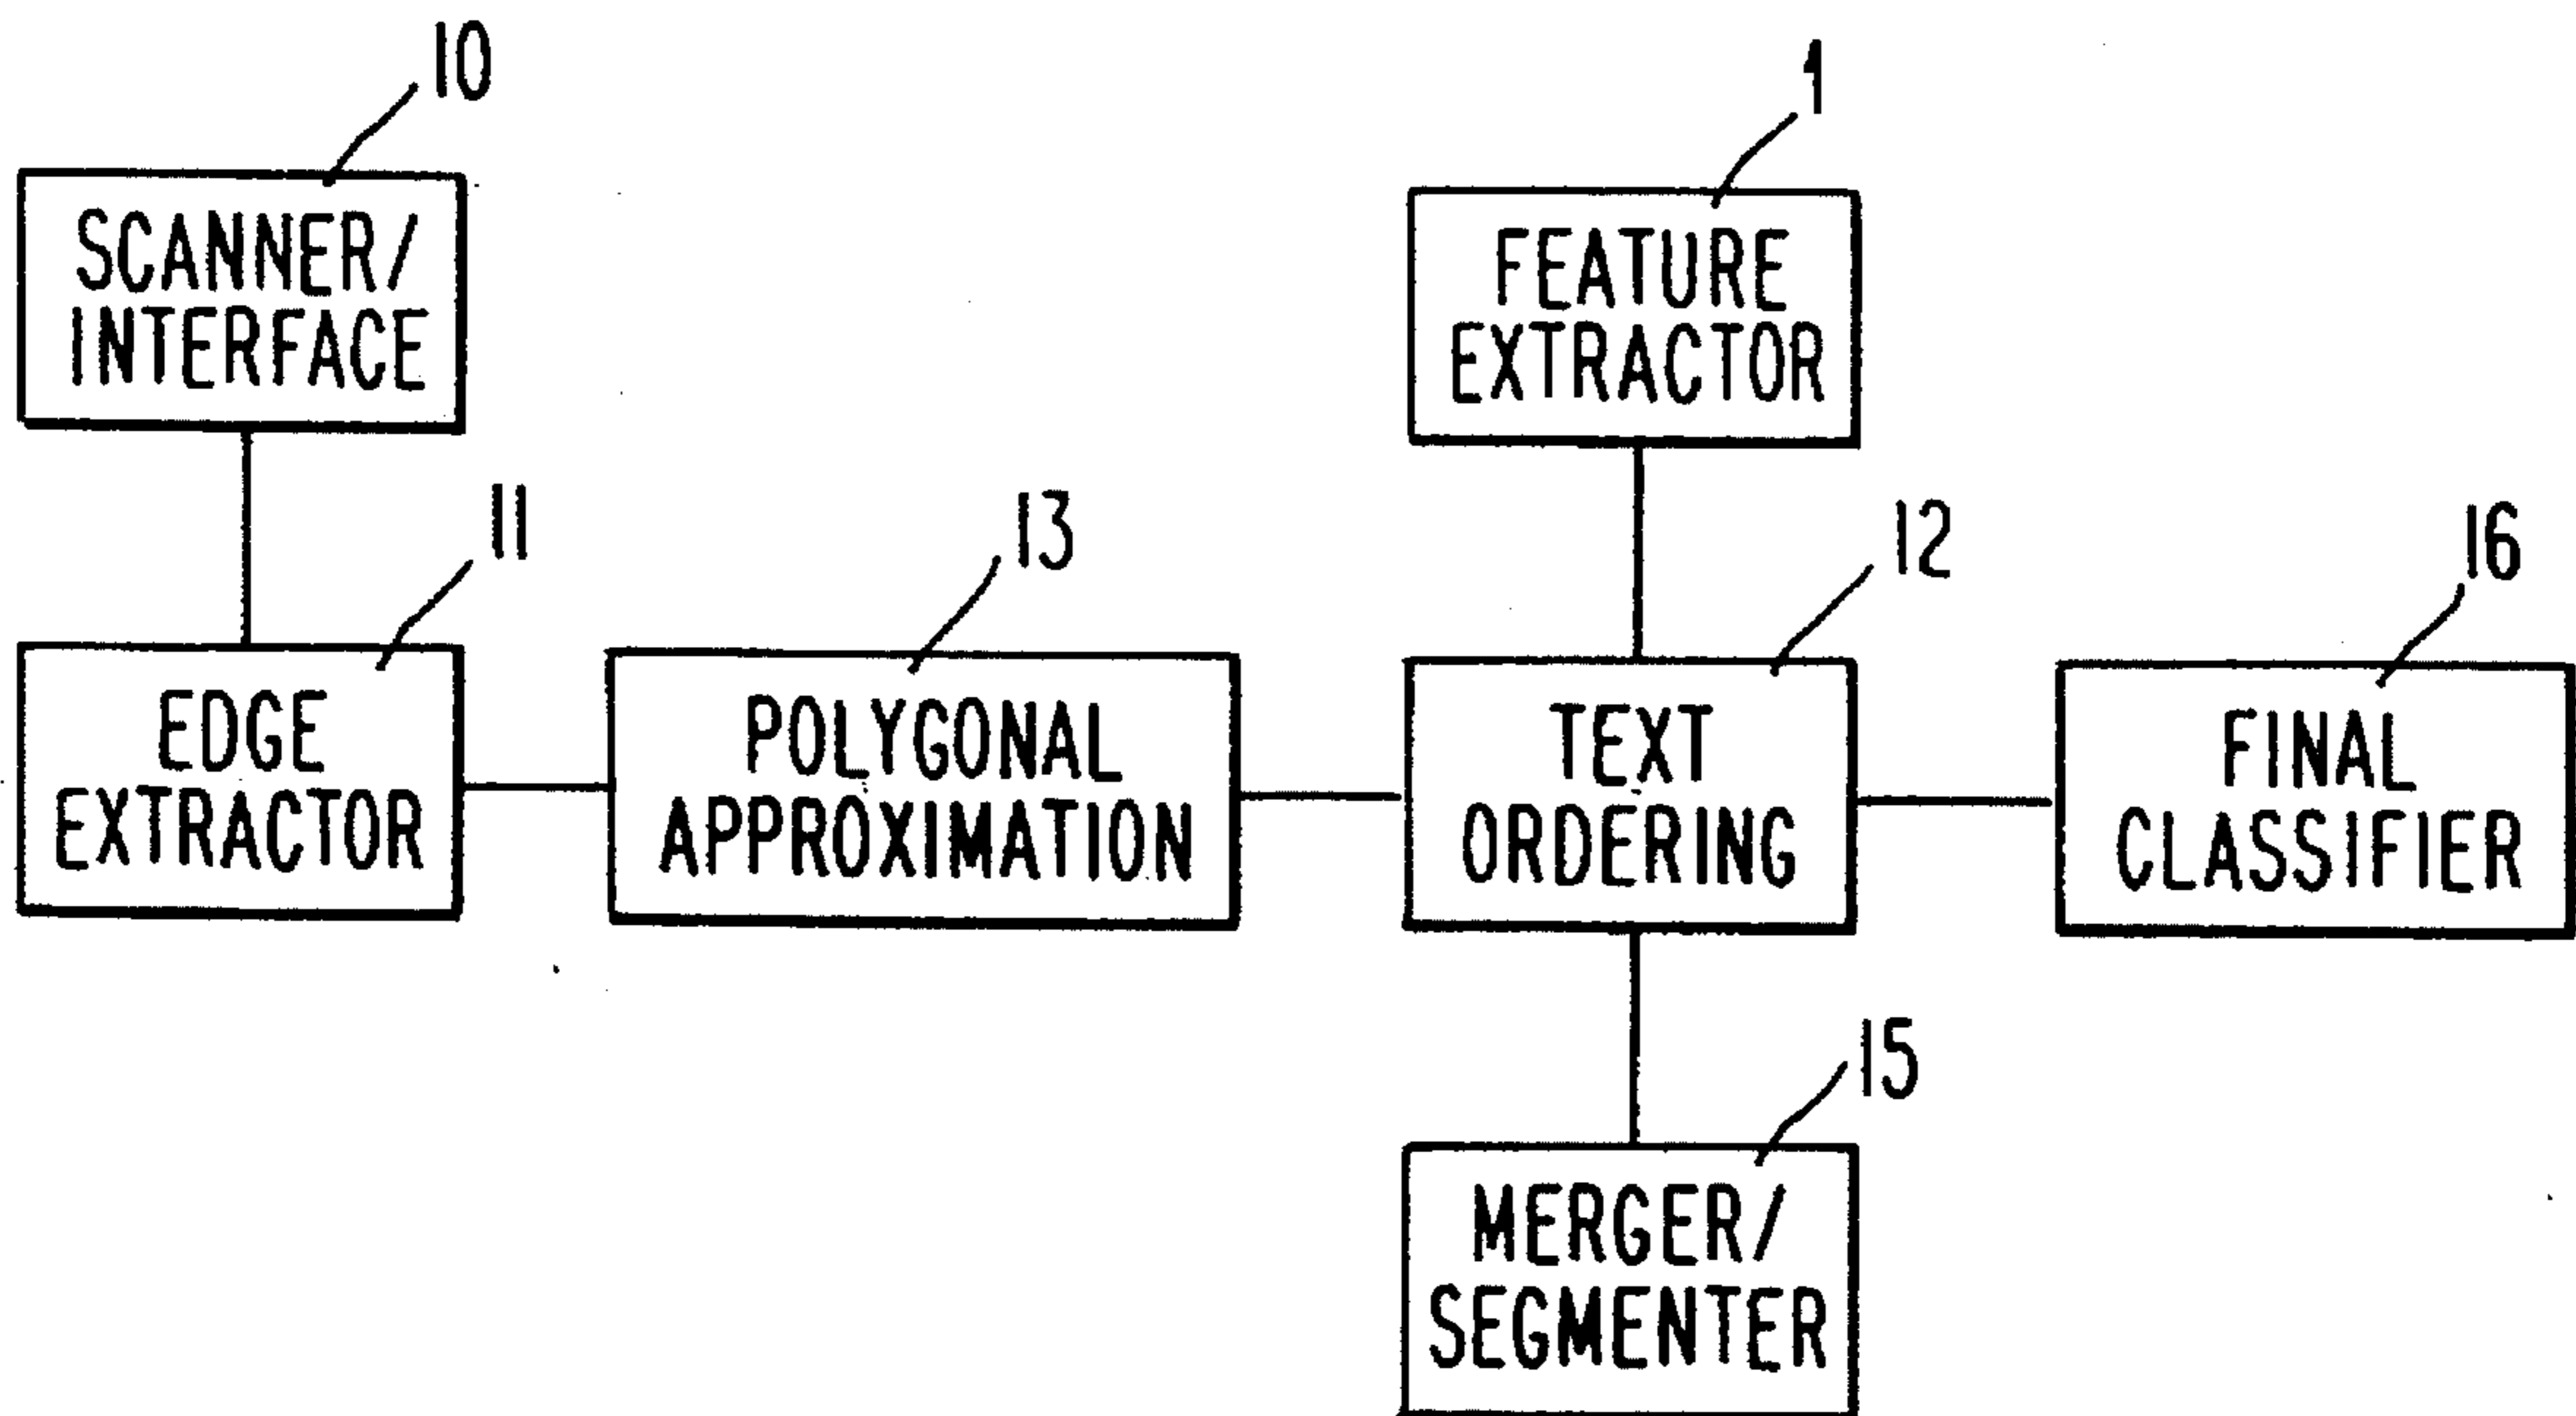 10
SCANNER/
INTERFACE
1
FEATURE
EXTRACTOR
11
EDGE
EXTRACTOR
13
POLYGONAL
APPROXIMATION
12
TEXT
ORDERING
16
FINAL
CLASSIFIER
15
MERGER/
SEGMENTER